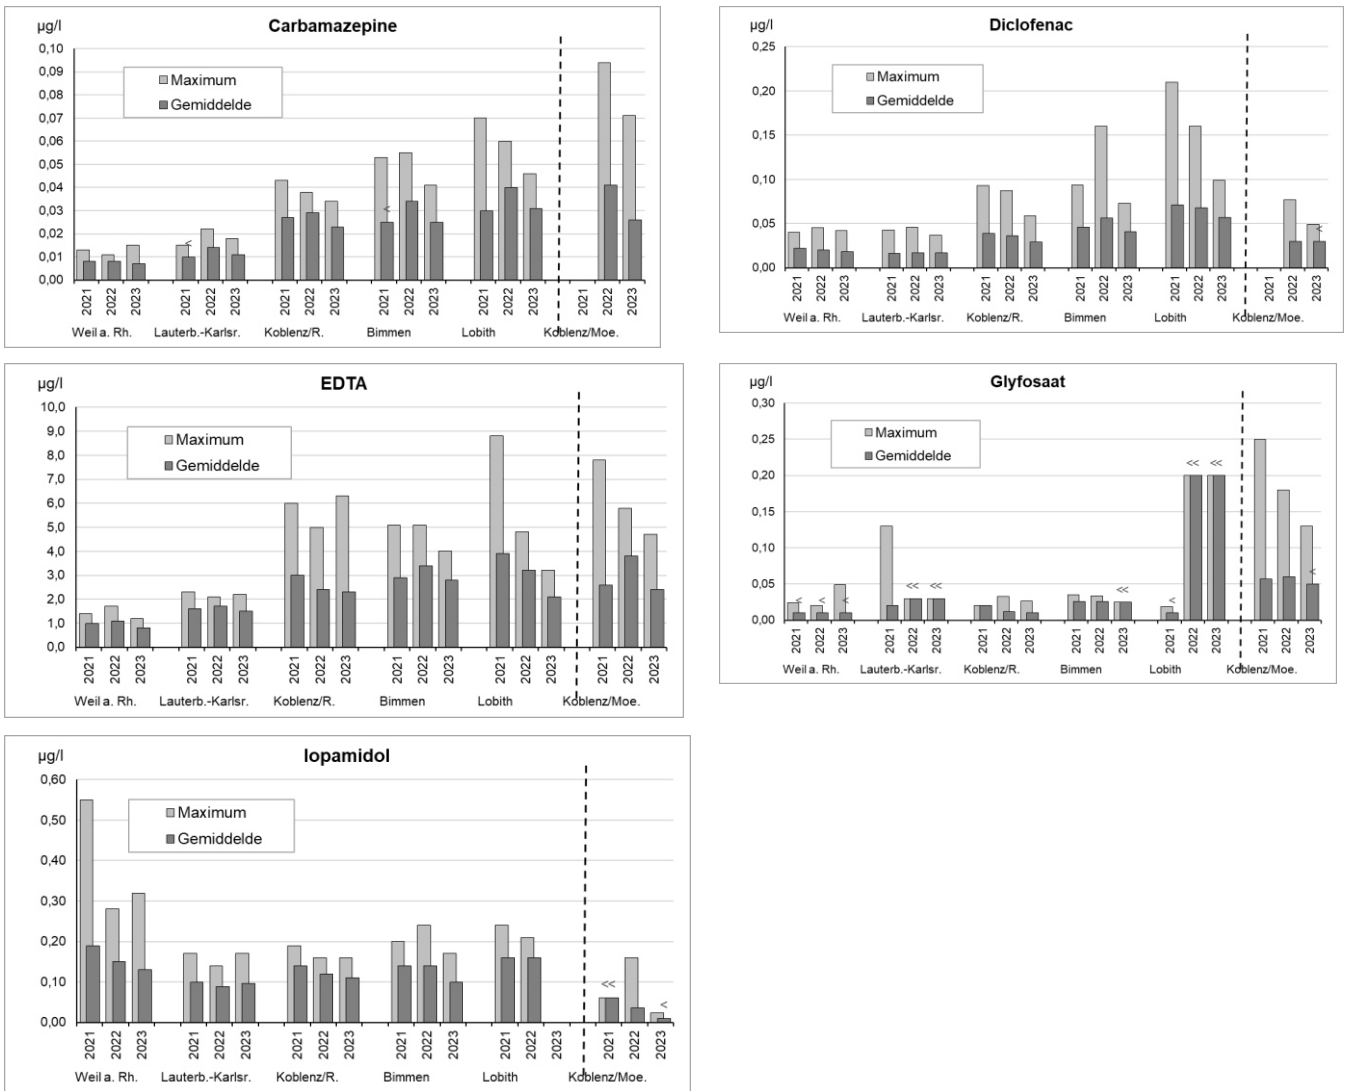 µg/l
Carbamazepine
0,10
0,09
0,08
0,07
0,06
0,05
0,04
0,03
0,02
0,01
0,00
Maximum
Gemiddelde
< <
2021 2022 2023 2021 2022 2023 2021 2022 2023 2021 2022 2023 2021 2022 2023 2021 2022 2023
Weil a. Rh. Lauterb.-Karlsr. Koblenz/R. Bimmen Lobith Koblenz/Moe.
µg/l
Diclofenac
0,25
0,20
0,15
0,10
0,05
0,00
Maximum
Gemiddelde
<
2021 2022 2023 2021 2022 2023 2021 2022 2023 2021 2022 2023 2021 2022 2023 2021 2022 2023
Weil a. Rh. Lauterb.-Karlsr. Koblenz/R. Bimmen Lobith Koblenz/Moe.
µg/l
EDTA
10,0
9,0
8,0
7,0
6,0
5,0
4,0
3,0
2,0
1,0
0,0
Maximum
Gemiddelde
2021 2022 2023 2021 2022 2023 2021 2022 2023 2021 2022 2023 2021 2022 2023 2021 2022 2023
Weil a. Rh. Lauterb.-Karlsr. Koblenz/R. Bimmen Lobith Koblenz/Moe.
µg/l
Glyfosaat
0,30
0,25
0,20
0,15
0,10
0,05
0,00
Maximum
Gemiddelde
< < < << << << < << << <
2021 2022 2023 2021 2022 2023 2021 2022 2023 2021 2022 2023 2021 2022 2023 2021 2022 2023
Weil a. Rh. Lauterb.-Karlsr. Koblenz/R. Bimmen Lobith Koblenz/Moe.
µg/l
Iopamidol
0,60
0,50
0,40
0,30
0,20
0,10
0,00
Maximum
Gemiddelde
<< <
2021 2022 2023 2021 2022 2023 2021 2022 2023 2021 2022 2023 2021 2022 2023 2021 2022 2023
Weil a. Rh. Lauterb.-Karlsr. Koblenz/R. Bimmen Lobith Koblenz/Moe.